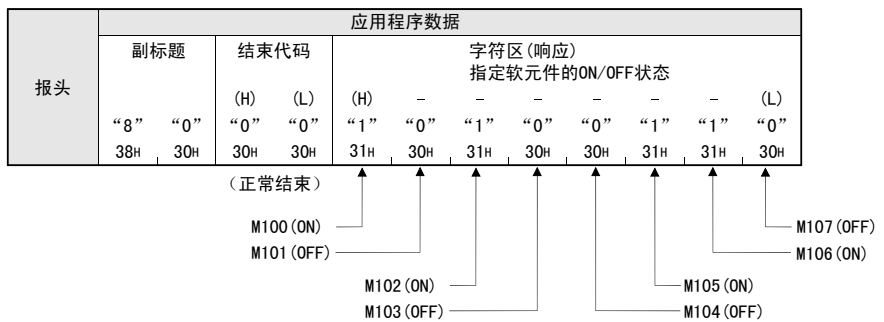 应用程序数据
报头
副标题 结束代码 字符区(响应)
指定软元件的ON/OFF状态
(H) (L) (H) - - - - - - (L)
“8” “0” “0” “0” “1” “0” “1” “0” “0” “1” “1” “0”
38H 30H 30H 30H 31H 30H 31H 30H 30H 31H 31H 30H
(正常结束)
M100(ON) M107(OFF)
M101(OFF) M106(ON)
M102(ON) M105(ON)
M103(OFF) M104(OFF)